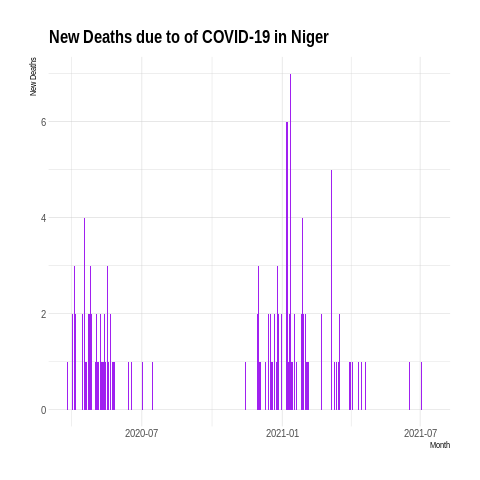 New Deaths due to of COVID-19 in Niger
New Deaths
6
4
2
0
2020-07 2021-01 2021-07
Month